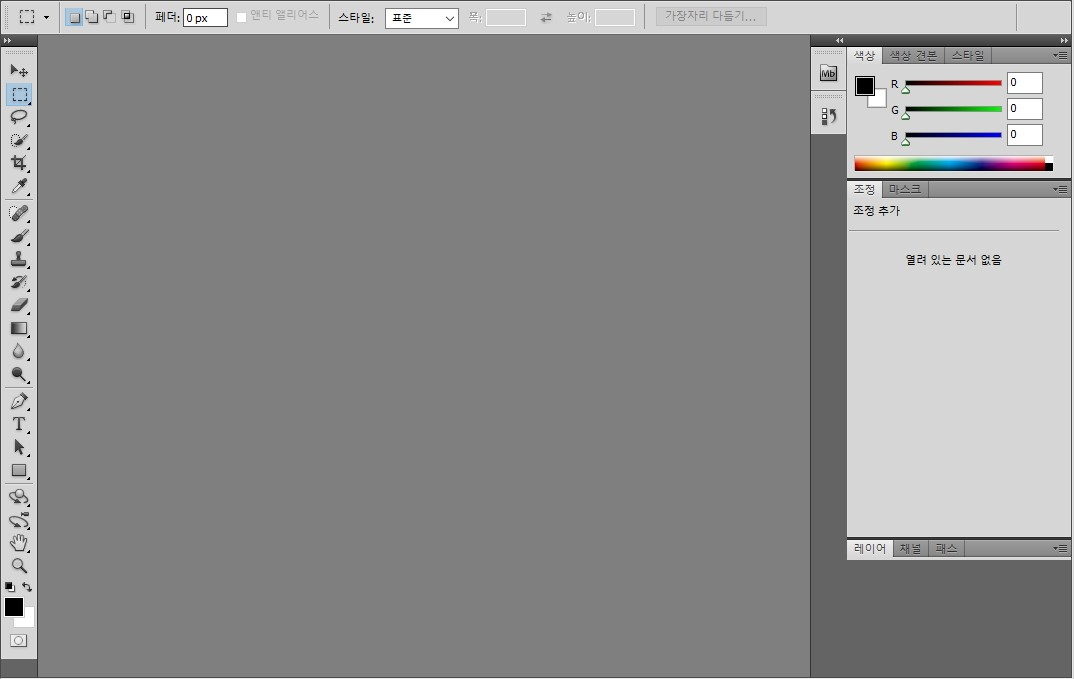 페더: 0 px 앤티 앨리어스 스타일: 표준 폭: 높이: 가장자리 다듬기...
Mb
색상 색상 견본 스타일
R 0
G 0
B 0
조정 마스크
조정 추가
열려 있는 문서 없음
레이어 채널 패스
T